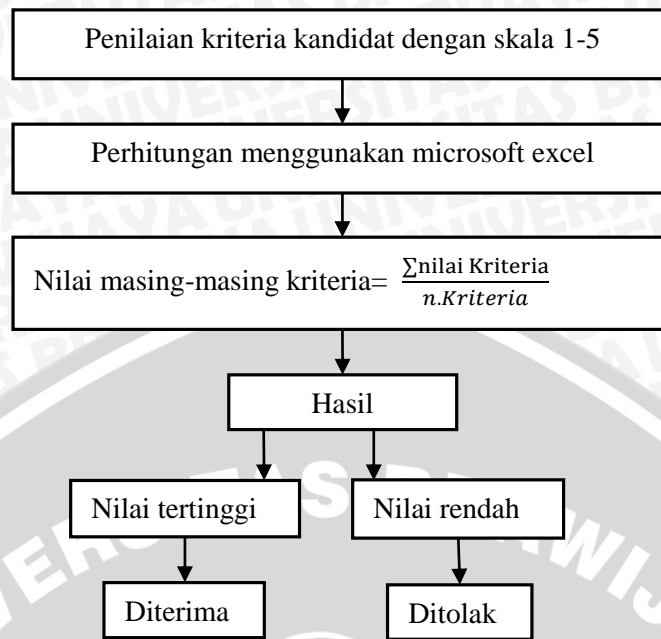 Penilaian kriteria kandidat dengan skala 1-5
Perhitungan menggunakan microsoft excel
Nilai masing-masing kriteria= ∑nilai Kriteria / n.Kriteria
Hasil
Nilai tertinggi Nilai rendah
Diterima Ditolak